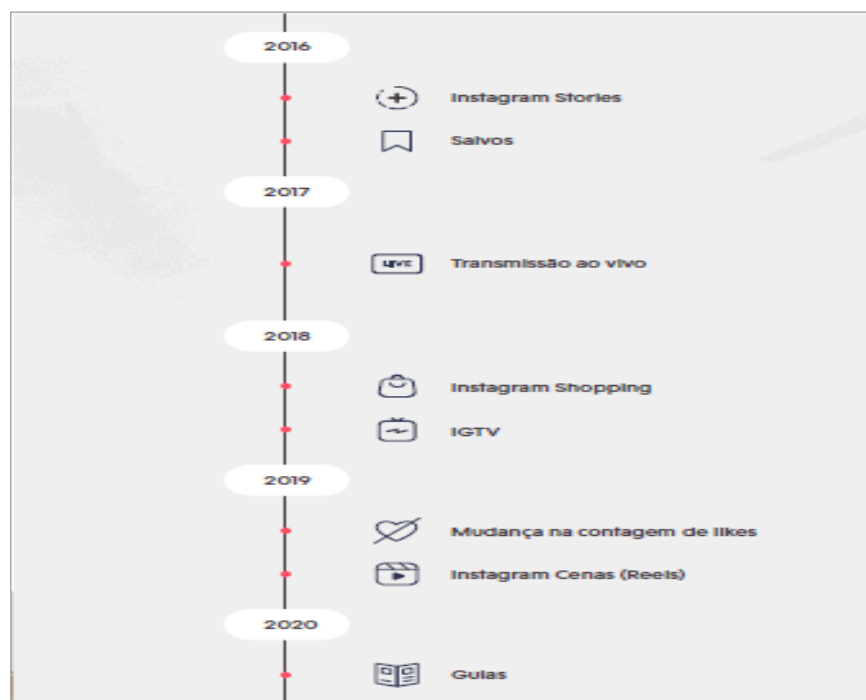 2016
Instagram Stories
Salvos
2017
LIVE
Transmissão ao vivo
2018
Instagram Shopping
IGTV
2019
Mudança na contagem de likes
Instagram Cenas (Reels)
2020
Guias